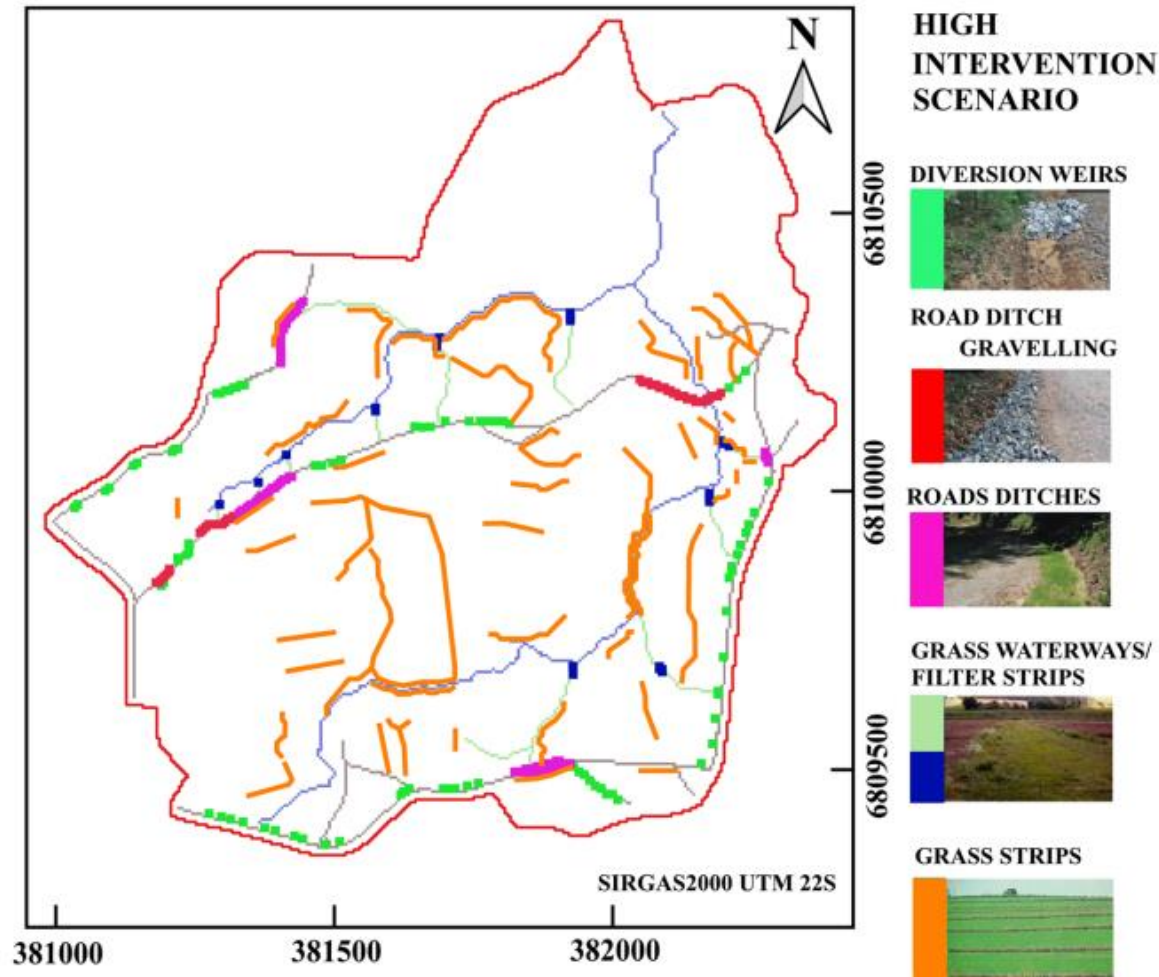 N
HIGH
INTERVENTION
SCENARIO
DIVERSION WEIRS
ROAD DITCH
GRAVELLING
ROADS DITCHES
GRASS WATERWAYS/
FILTER STRIPS
GRASS STRIPS
6810500
6810000
6809500
SIRGAS2000 UTM 22S
381000
381500
382000